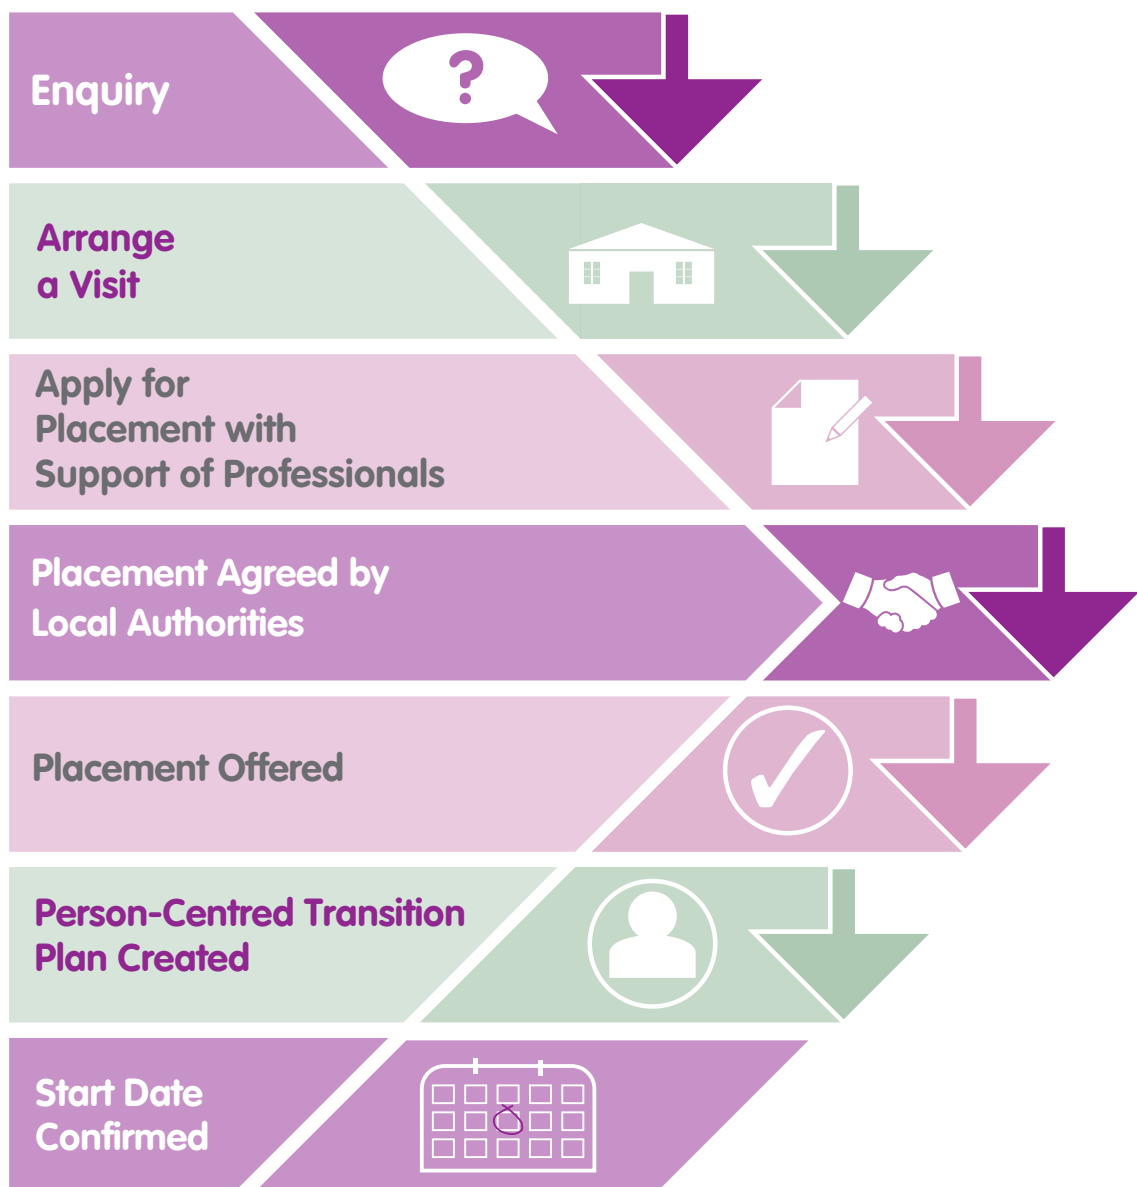 Enquiry
?
Arrange
a Visit
Apply for
Placement with
Support of Professionals
Placement Agreed by
Local Authorities
Placement Offered
Person-Centred Transition
Plan Created
Start Date
Confirmed